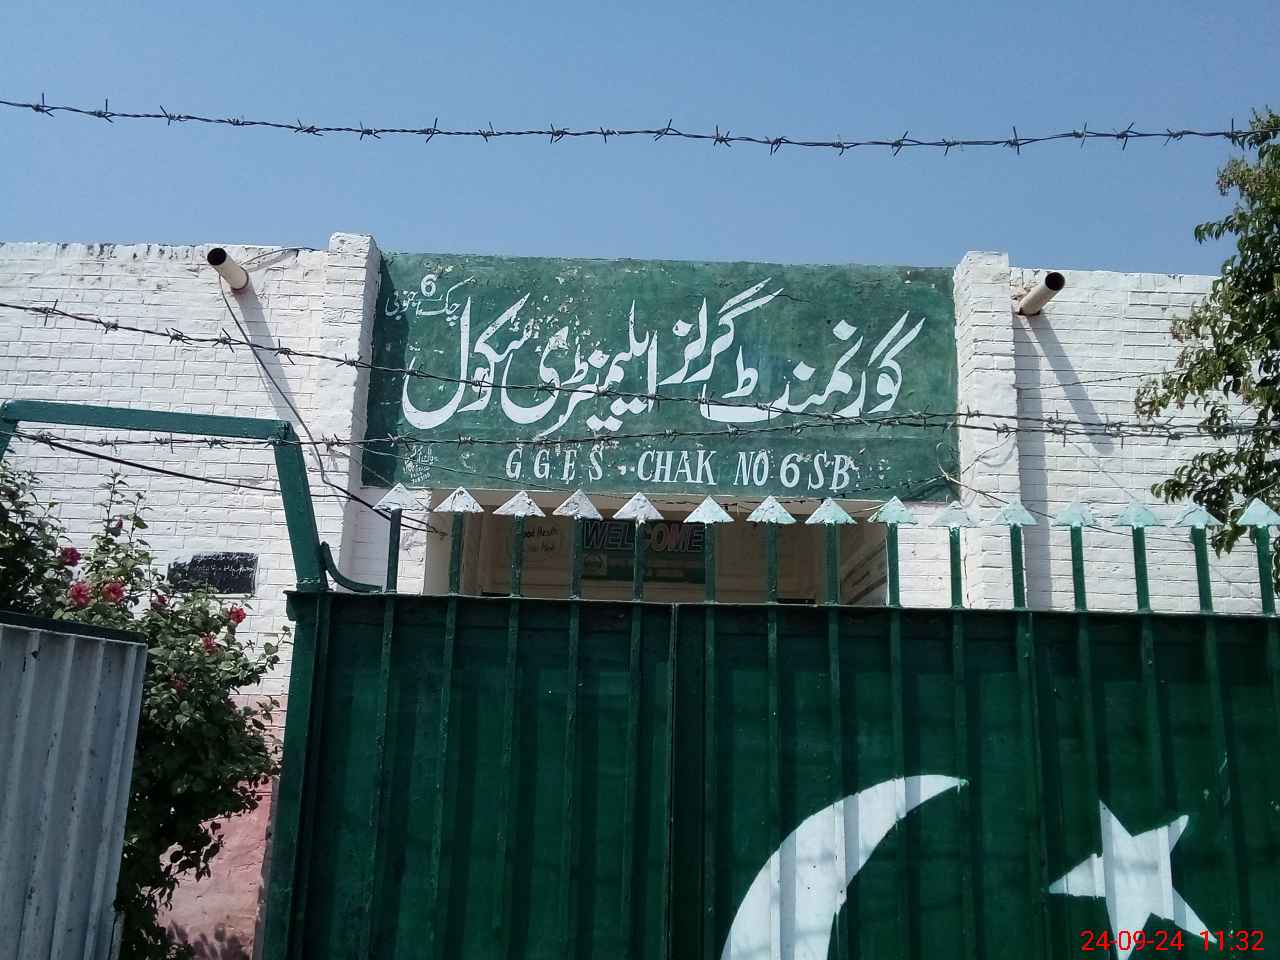 چک 6 جنوبی
گورنمنٹ گرلز ایلیمنٹری سکول
G G E S .. CHAK NO 6 SB
WELCOME
24-09-24 11:32